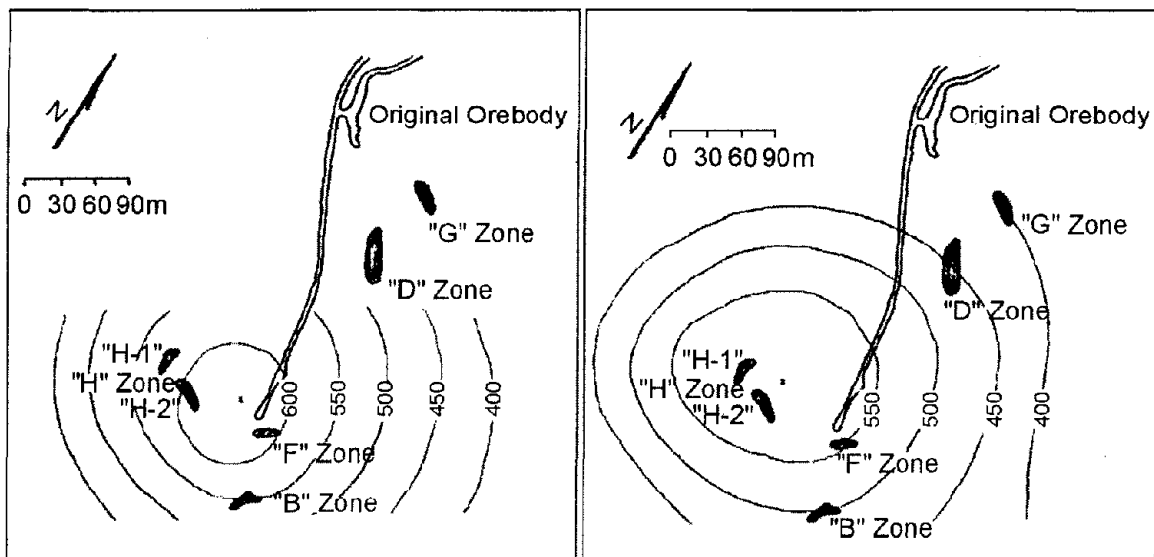 N
0 30 60 90m
Original Orebody
"G" Zone
"D" Zone
"H-1"
"H" Zone
"H-2"
600
550
500
450
400
"F" Zone
"B" Zone
N
0 30 60 90m
Original Orebody
"G" Zone
"D" Zone
"H-1"
"H" Zone
"H-2"
550
500
450
400
"F" Zone
"B" Zone